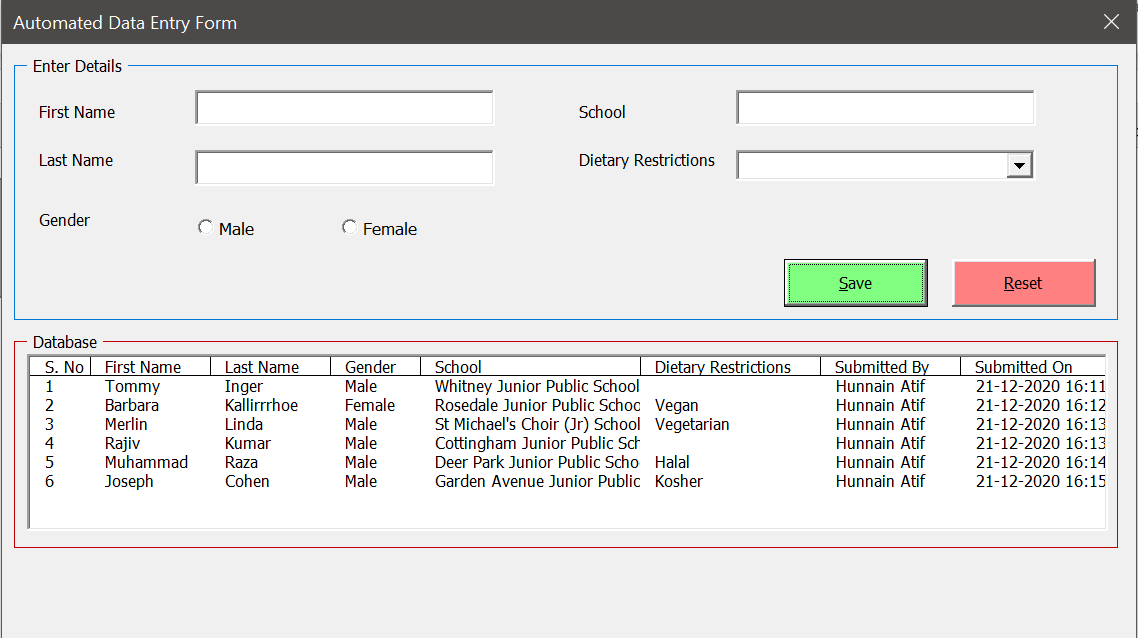 Automated Data Entry Form
Enter Details
First Name
School
Last Name
Dietary Restrictions
Gender
Male
Female
Save
Reset
Database
S. No First Name Last Name Gender School Dietary Restrictions Submitted By Submitted On
1 Tommy Inger Male Whitney Junior Public School Hunnain Atif 21-12-2020 16:11
2 Barbara Kallirrrhoe Female Rosedale Junior Public Schoo Vegan Hunnain Atif 21-12-2020 16:12
3 Merlin Linda Male St Michael's Choir (Jr) School Vegetarian Hunnain Atif 21-12-2020 16:13
4 Rajiv Kumar Male Cottingham Junior Public Sch Hunnain Atif 21-12-2020 16:13
5 Muhammad Raza Male Deer Park Junior Public Scho Halal Hunnain Atif 21-12-2020 16:14
6 Joseph Cohen Male Garden Avenue Junior Public Kosher Hunnain Atif 21-12-2020 16:15